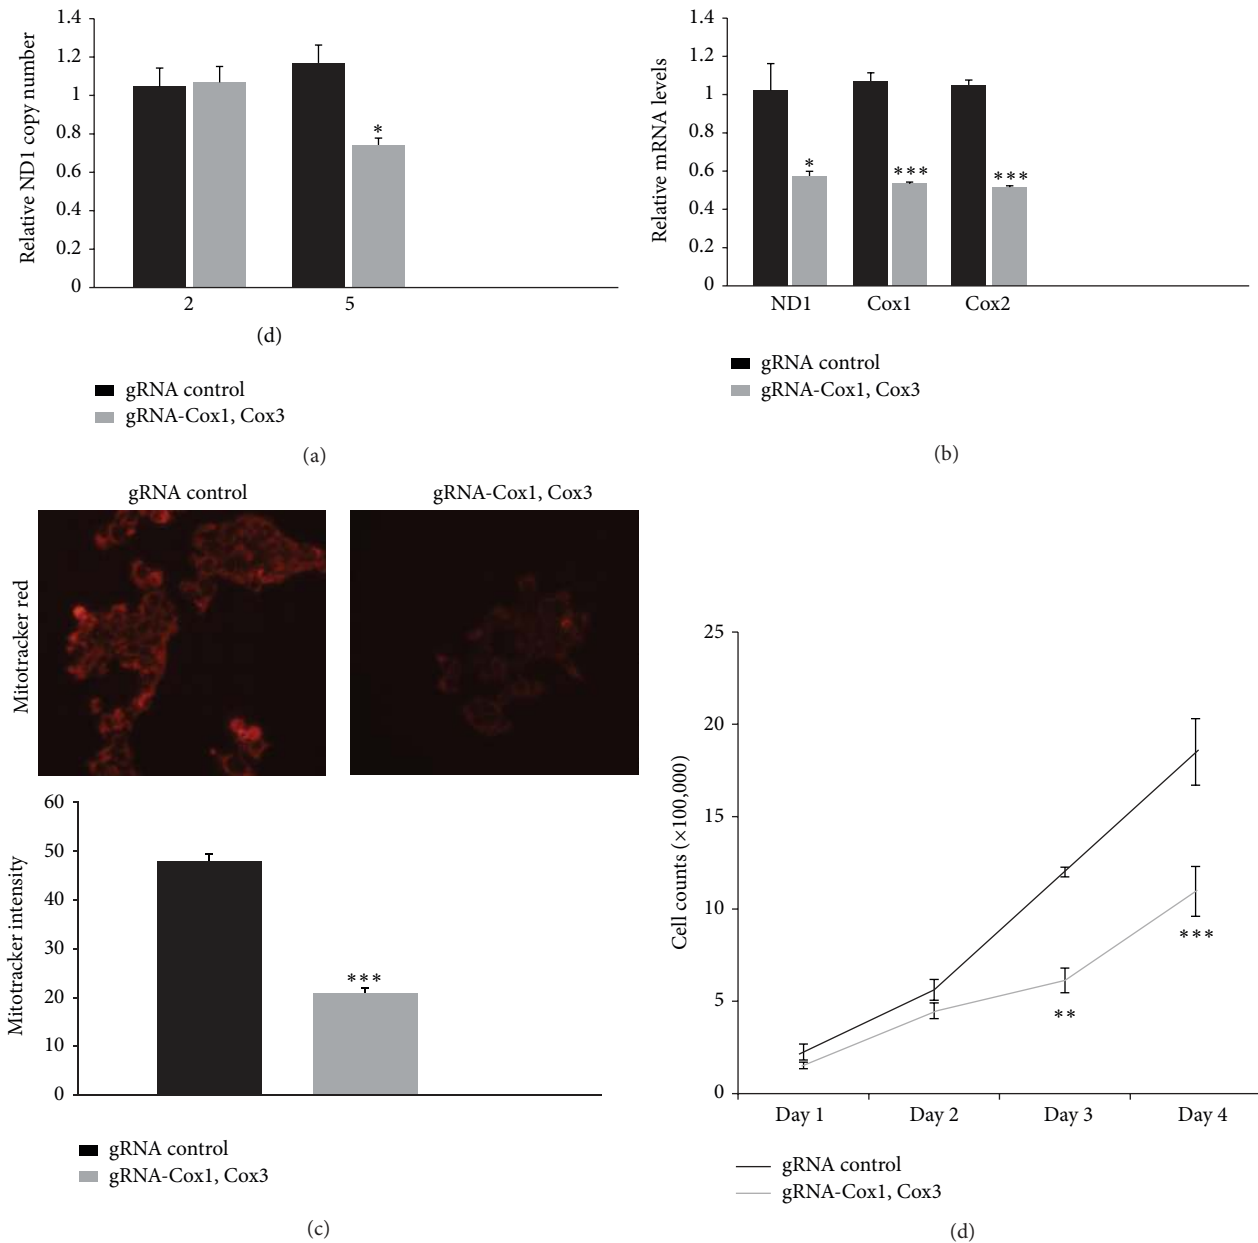 1.4
1.2
1
0.8
0.6
0.4
0.2
0
Relative ND1 copy number
*
2
5
(d)
gRNA control
gRNA-Cox1, Cox3
(a)
1.4
1.2
1
0.8
0.6
0.4
0.2
0
Relative mRNA levels
*
***
***
ND1
Cox1
Cox2
gRNA control
gRNA-Cox1, Cox3
(b)
gRNA control
gRNA-Cox1, Cox3
Mitotracker red
60
50
40
30
20
10
0
Mitotracker intensity
***
gRNA control
gRNA-Cox1, Cox3
(c)
25
20
15
10
5
0
Cell counts (×100,000)
**
***
Day 1
Day 2
Day 3
Day 4
gRNA control
gRNA-Cox1, Cox3
(d)